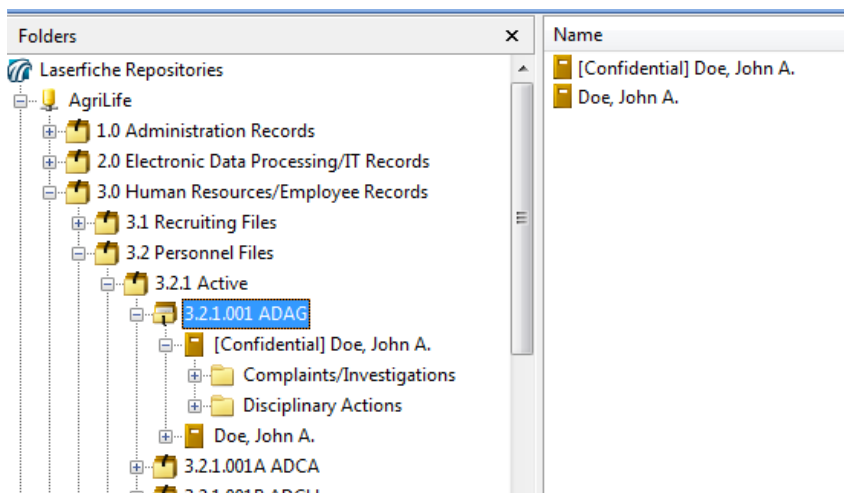 Folders
Laserfiche Repositories
AgriLife
1.0 Administration Records
2.0 Electronic Data Processing/IT Records
3.0 Human Resources/Employee Records
3.1 Recruiting Files
3.2 Personnel Files
3.2.1 Active
3.2.1.001 ADAG
[Confidential] Doe, John A.
Complaints/Investigations
Disciplinary Actions
Doe, John A.
3.2.1.001A ADCA
Name
[Confidential] Doe, John A.
Doe, John A.